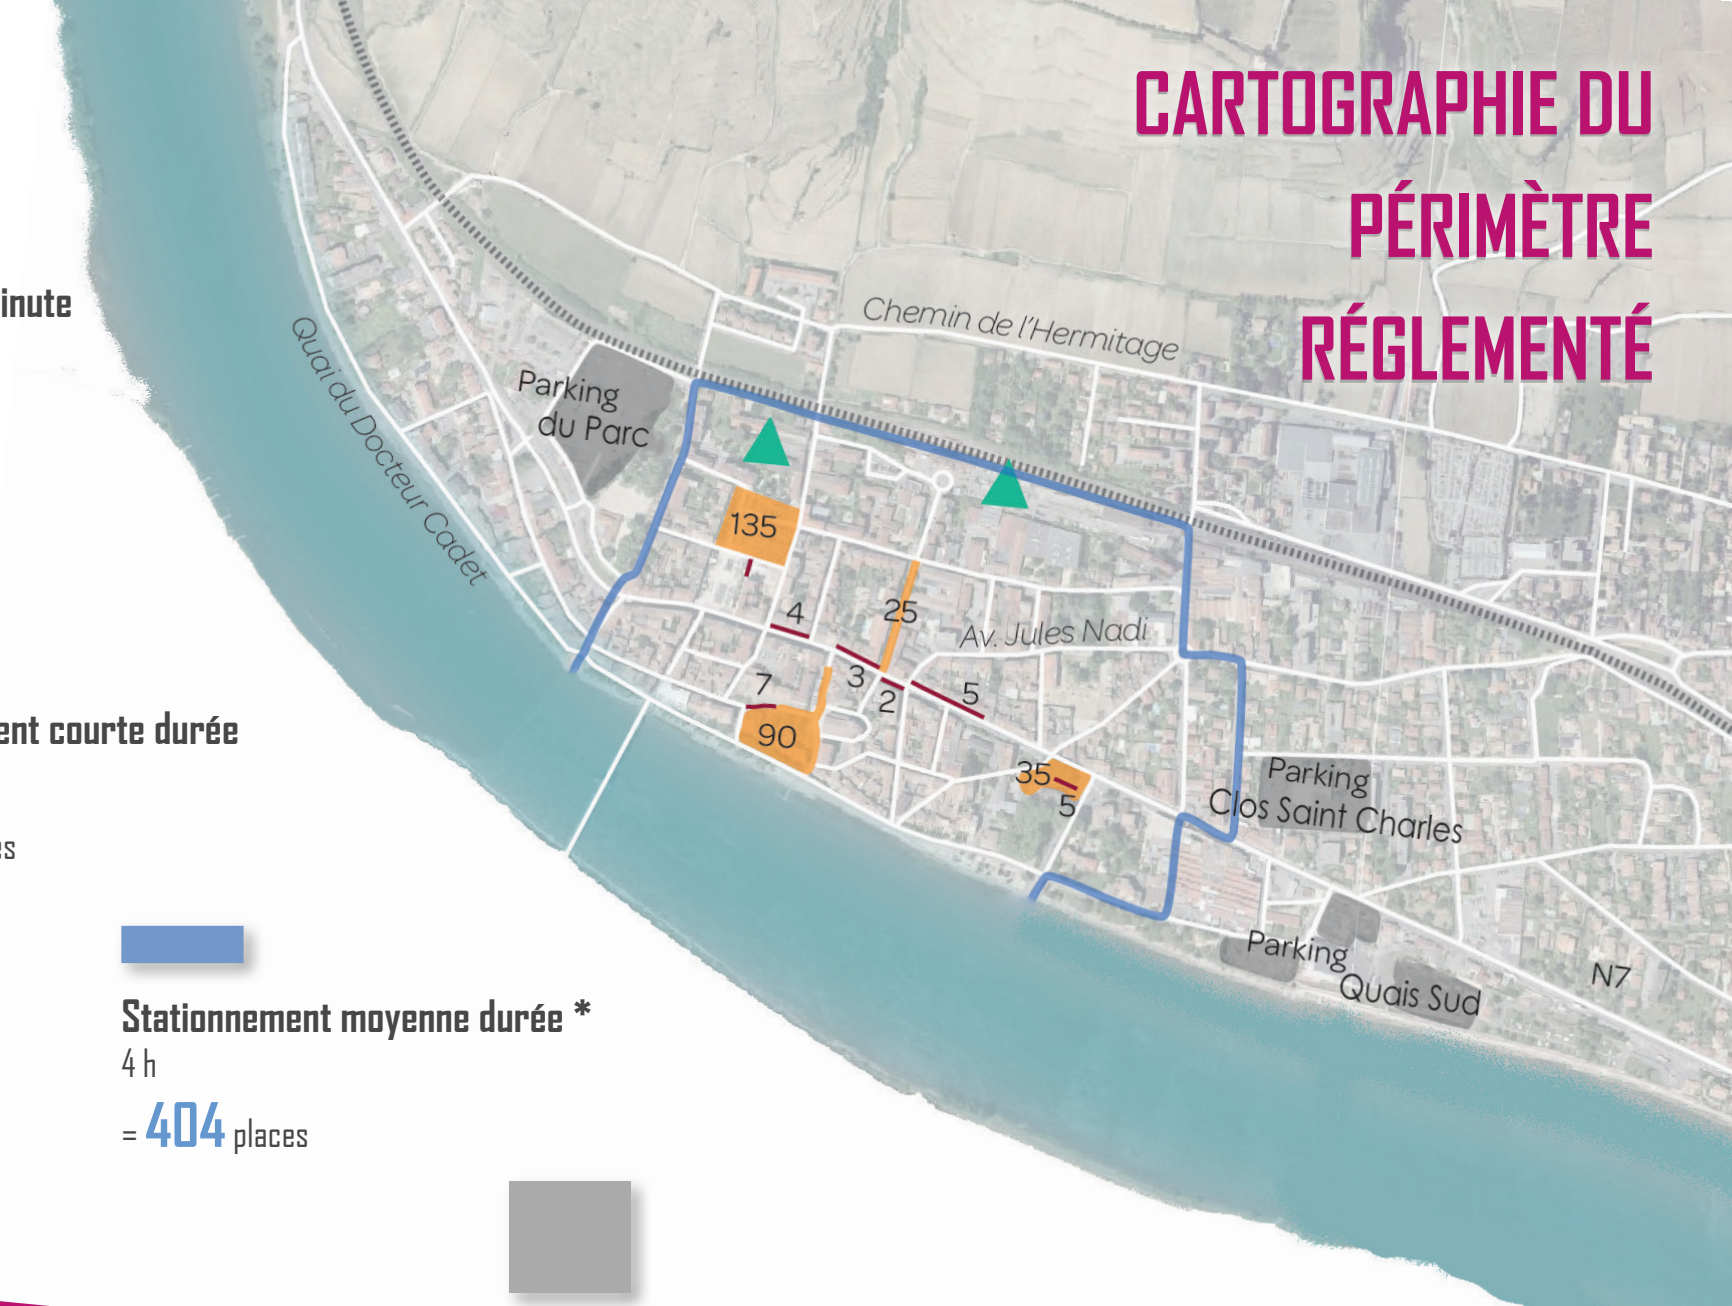 CARTOGRAPHIE DU
PÉRIMÈTRE
RÉGLEMENTÉ
Chemin de l'Hermitage
Quai du Docteur Cadet
Parking
du Parc
135
4
25
Av. Jules Nadi
3
2
5
7
90
35
5
Parking
Clos Saint Charles
Parking
Quais Sud
N7
inute
ent courte durée
es
Stationnement moyenne durée *
4 h
= 404 places